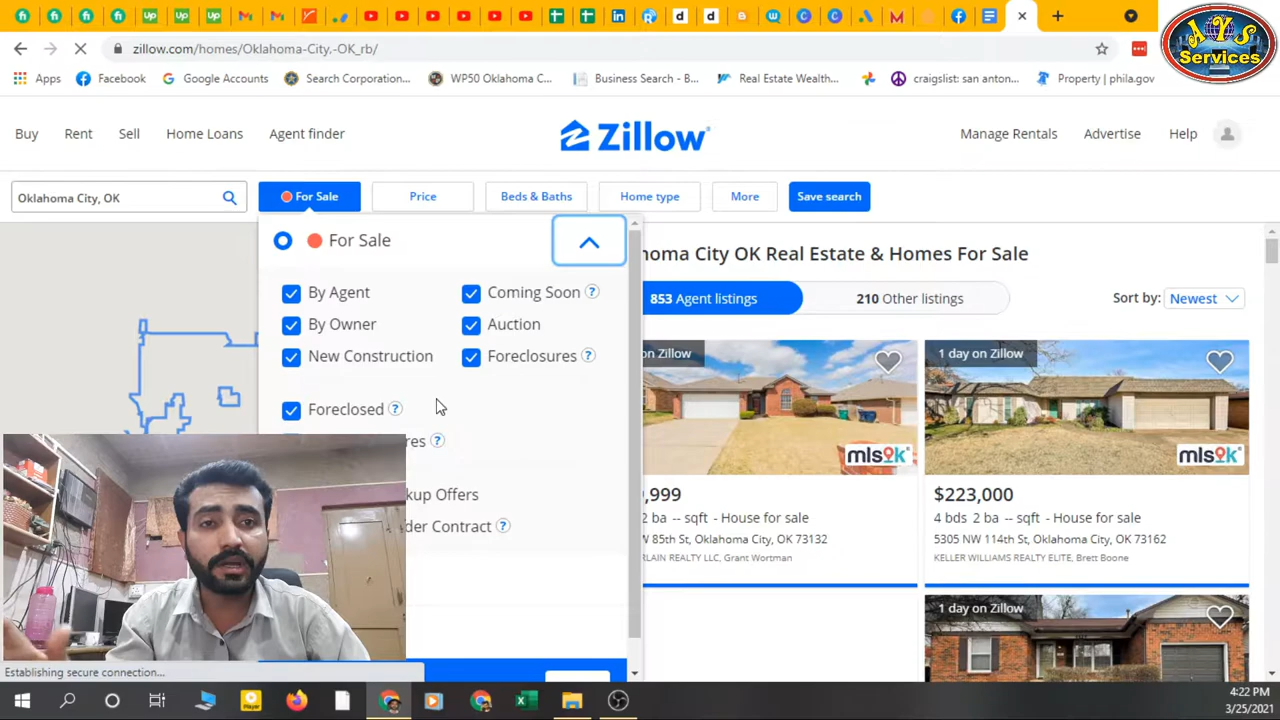 zillow.com/homes/Oklahoma-City,-OK_rb/
Apps
Facebook
Google Accounts
Search Corporation...
WP50 Oklahoma C...
Business Search - B...
Real Estate Wealth...
craigslist: san anton...
Property | phila.gov
AYS
Services
Buy
Rent
Sell
Home Loans
Agent finder
Zillow
Manage Rentals
Advertise
Help
Oklahoma City, OK
For Sale
Price
Beds & Baths
Home type
More
Save search
For Sale
By Agent
Coming Soon ?
By Owner
Auction
New Construction
Foreclosures ?
Foreclosed ?
res ?
kup Offers
der Contract ?
homa City OK Real Estate & Homes For Sale
853 Agent listings
210 Other listings
Sort by: Newest
on Zillow
mlsok
,999
2 ba -- sqft - House for sale
85th St, Oklahoma City, OK 73132
RLAIN REALTY LLC, Grant Wortman
1 day on Zillow
mlsok
$223,000
4 bds 2 ba -- sqft - House for sale
5305 NW 114th St, Oklahoma City, OK 73162
KELLER WILLIAMS REALTY ELITE, Brett Boone
1 day on Zillow
Establishing secure connection...
4:22 PM
3/25/2021